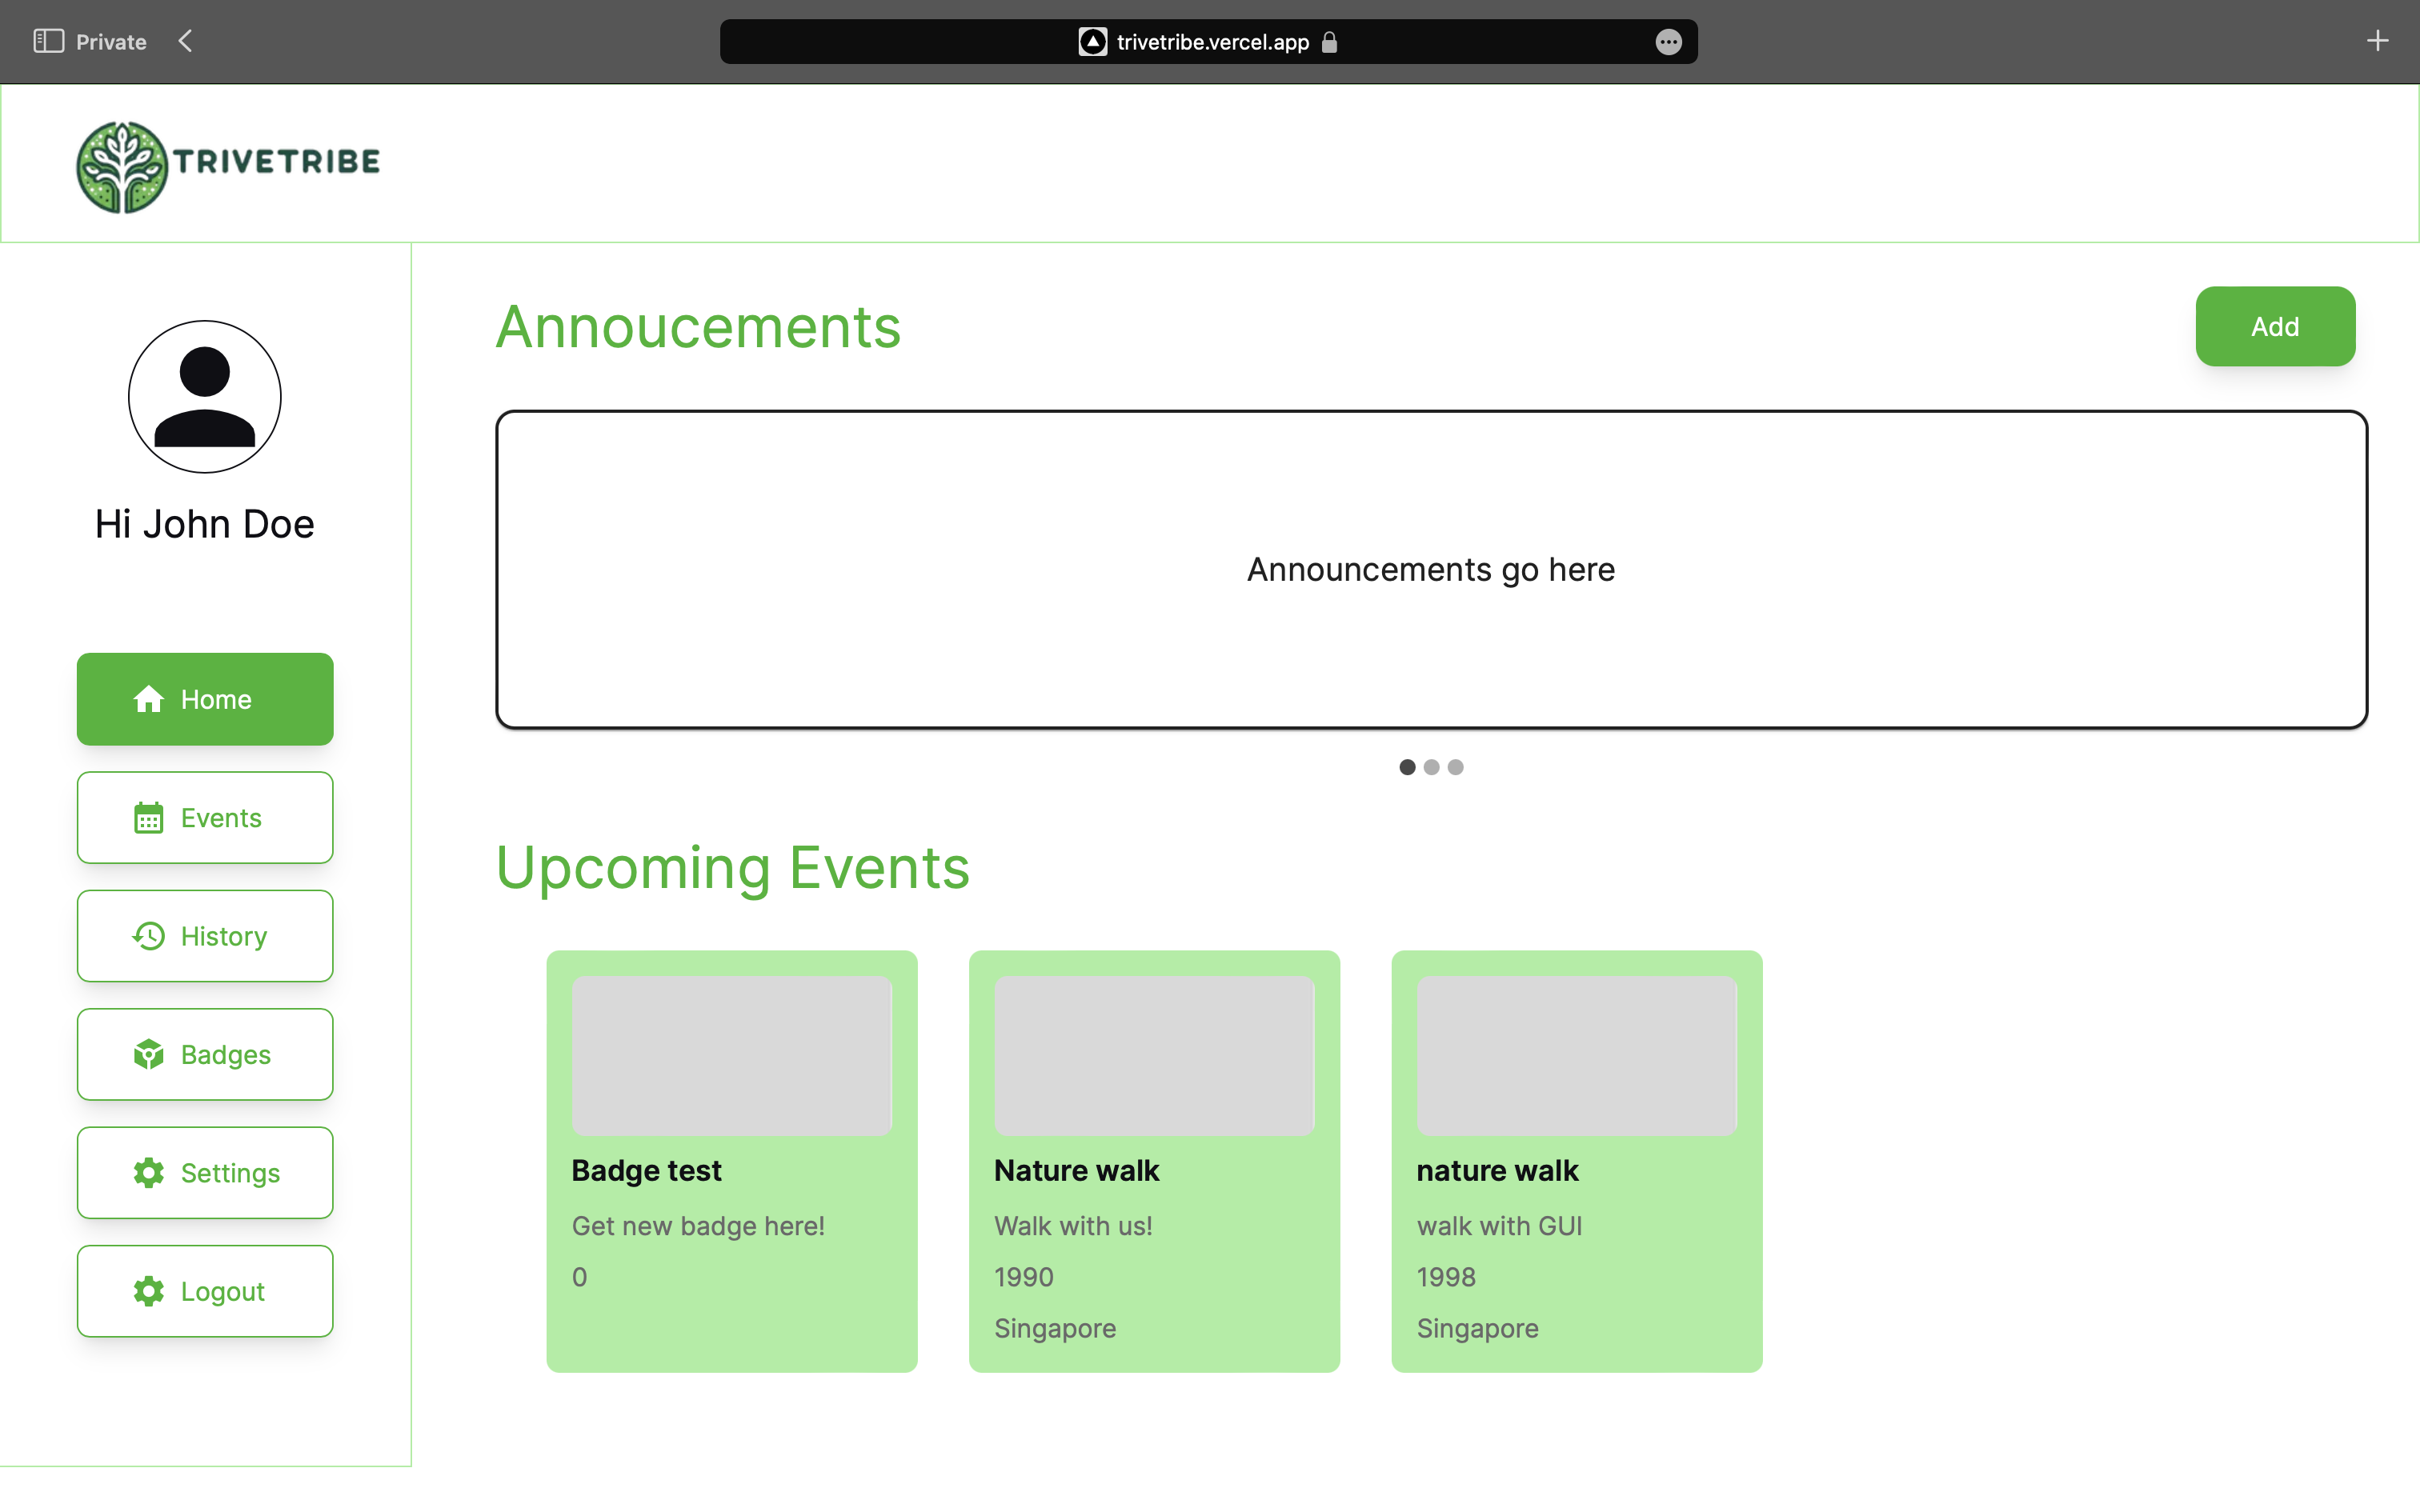 Private
trivetribe.vercel.app
TRIVETRIBE
Hi John Doe
Home
Events
History
Badges
Settings
Logout
Annoucements
Add
Announcements go here
Upcoming Events
Badge test
Get new badge here!
0
Nature walk
Walk with us!
1990
Singapore
nature walk
walk with GUI
1998
Singapore